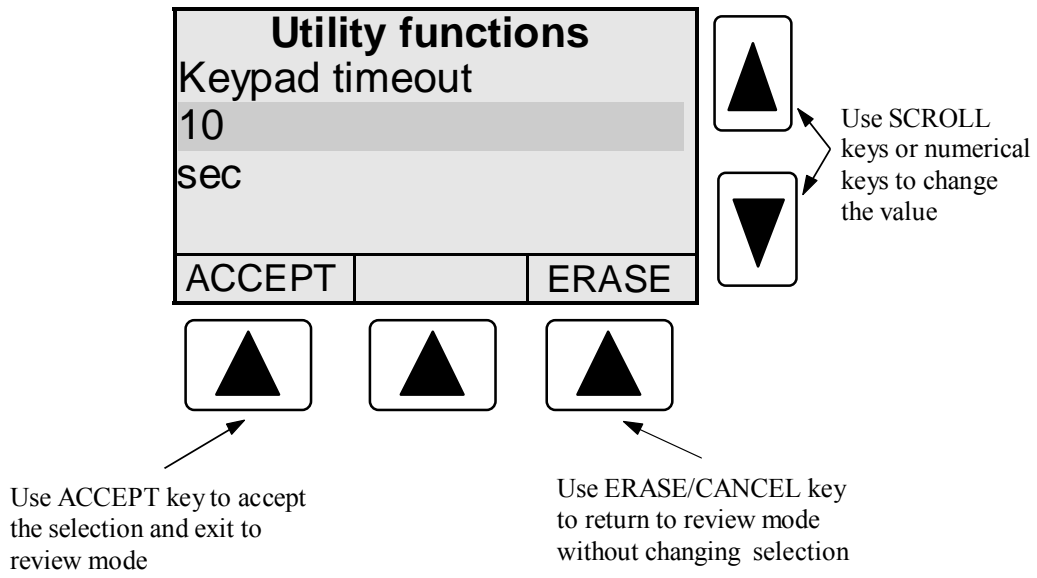 Utility functions
Keypad timeout
10
sec
ACCEPT
ERASE
Use SCROLL
keys or numerical
keys to change
the value
Use ACCEPT key to accept
the selection and exit to
review mode
Use ERASE/CANCEL key
to return to review mode
without changing selection